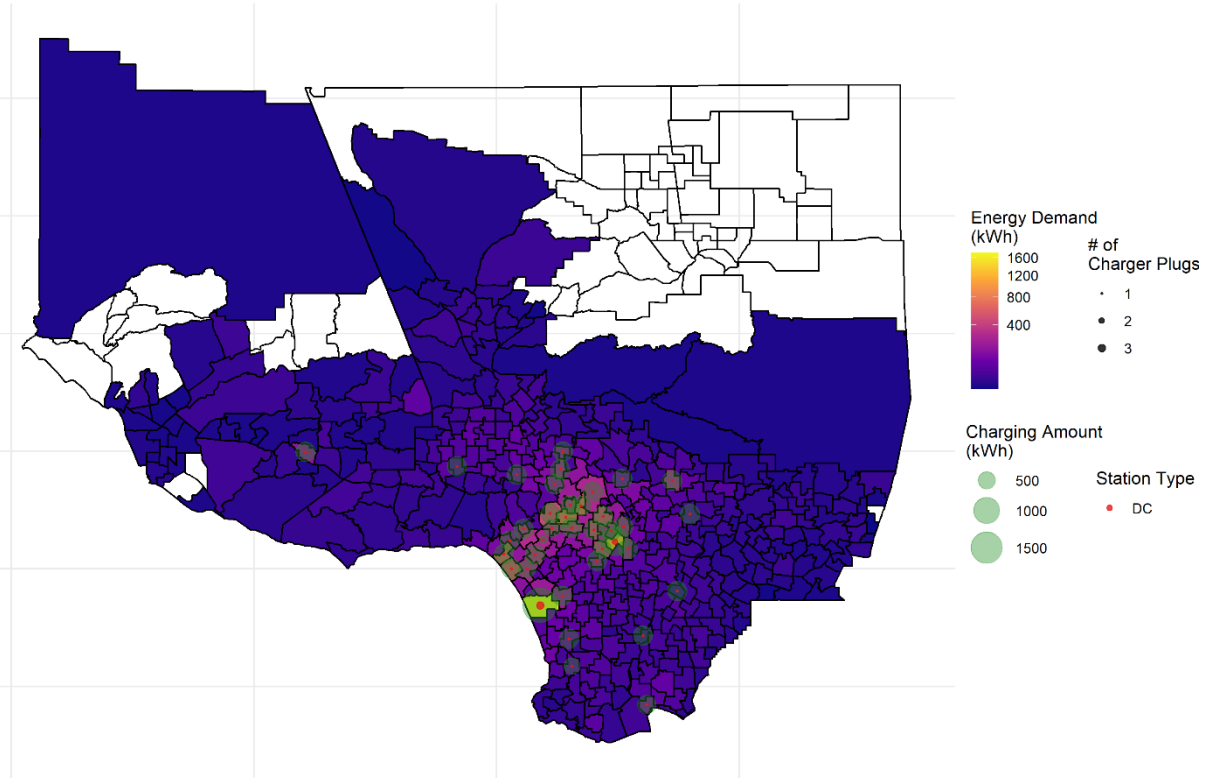 Energy Demand
(kWh)
1600
1200
800
400
# of
Charger Plugs
1
2
3
Charging Amount
(kWh)
500
1000
1500
Station Type
DC